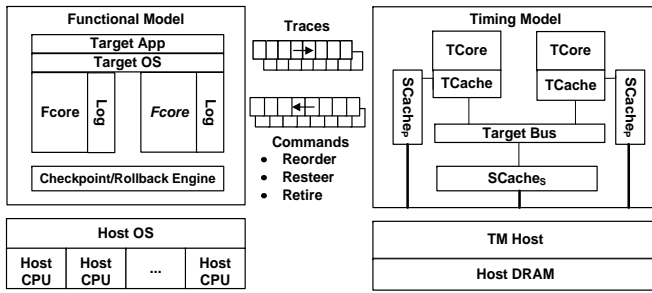 Functional Model
Target App
Target OS
Fcore
Log
Fcore
Log
Checkpoint/Rollback Engine
Host OS
Host CPU
Host CPU
...
Host CPU
Traces
Commands
• Reorder
• Resteer
• Retire
Timing Model
TCore
TCore
TCache
TCache
SCacheP
SCacheP
Target Bus
SCacheS
TM Host
Host DRAM